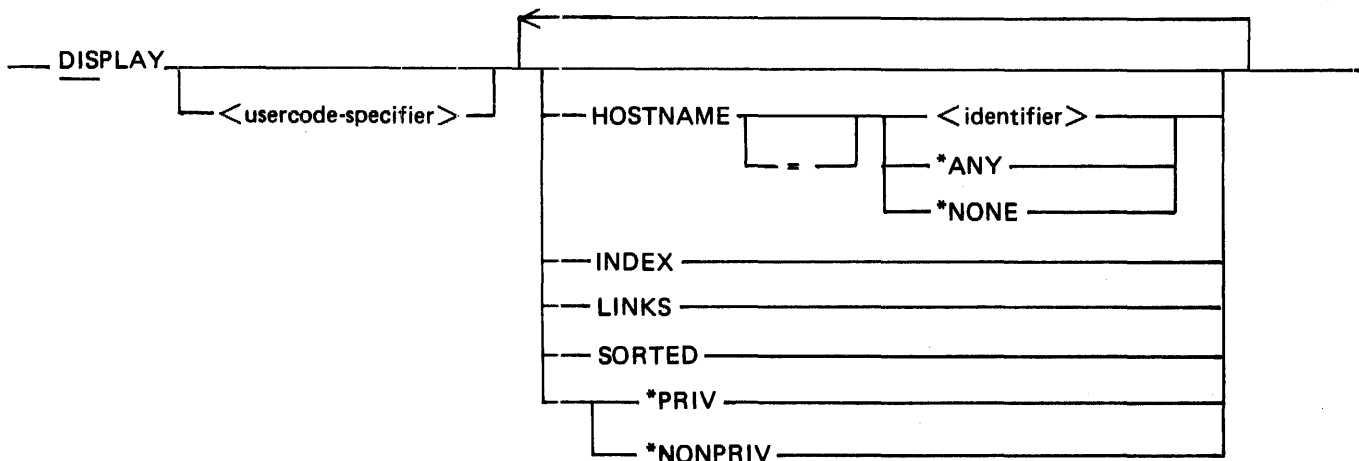 DISPLAY
<usercode-specifier>
HOSTNAME
=
<identifier>
*ANY
*NONE
INDEX
LINKS
SORTED
*PRIV
*NONPRIV